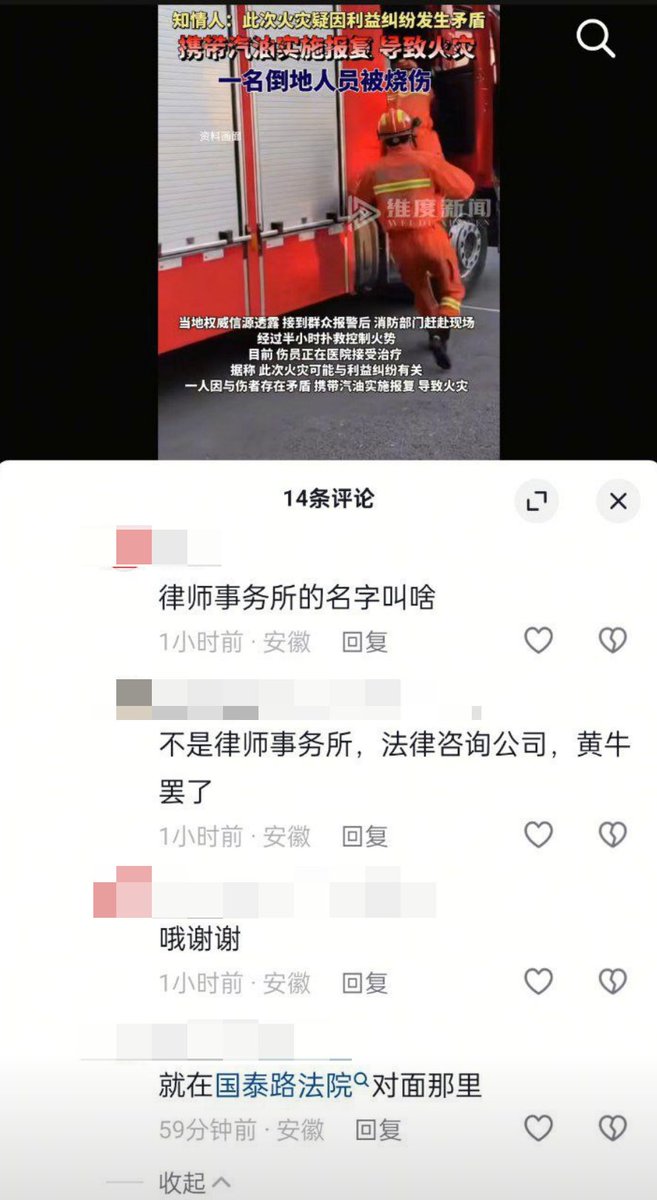 知情人：此次火灾疑因利益纠纷发生矛盾
携带汽油实施报复 导致火灾
一名倒地人员被烧伤
资料画面
维度新闻
WEIDUXINWEN
当地权威信源透露 接到群众报警后 消防部门赶赴现场
经过半小时扑救控制火势
目前 伤员正在医院接受治疗
据称 此次火灾可能与利益纠纷有关
一人因与伤者存在矛盾 携带汽油实施报复 导致火灾
14条评论
律师事务所的名字叫啥
1小时前 · 安徽 回复
不是律师事务所，法律咨询公司，黄牛
罢了
1小时前 · 安徽 回复
哦谢谢
1小时前 · 安徽 回复
就在国泰路法院对面那里
59分钟前 · 安徽 回复
收起